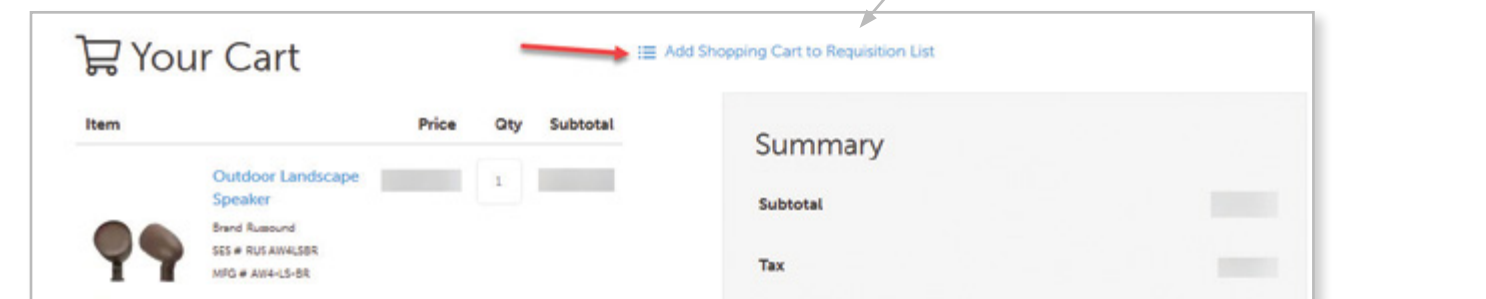 Your Cart
Add Shopping Cart to Requisition List
Item Price Qty Subtotal
Outdoor Landscape
Speaker
1
Brand Russound
SES # RUS AW4LSBR
MFG # AW4-LS-BR
Summary
Subtotal
Tax